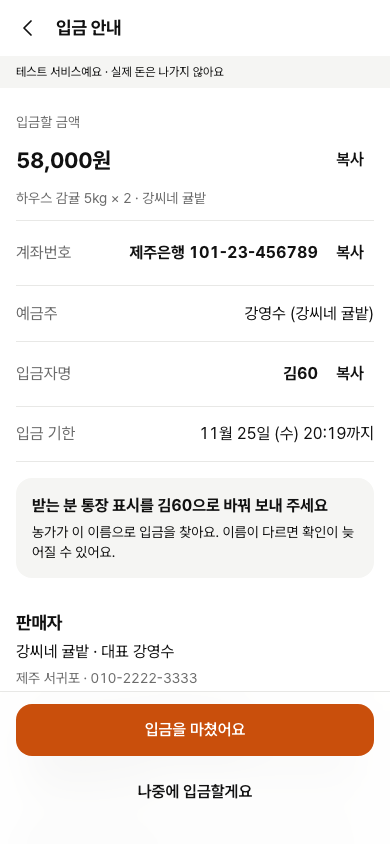 입금 안내
테스트 서비스예요 · 실제 돈은 나가지 않아요
입금할 금액
58,000원 복사
하우스 감귤 5kg × 2 · 강씨네 귤밭
계좌번호 제주은행 101-23-456789 복사
예금주 강영수 (강씨네 귤밭)
입금자명 김60 복사
입금 기한 11월 25일 (수) 20:19까지
받는 분 통장 표시를 김60으로 바꿔 보내 주세요
농가가 이 이름으로 입금을 찾아요. 이름이 다르면 확인이 늦
어질 수 있어요.
판매자
강씨네 귤밭 · 대표 강영수
제주 서귀포 · 010-2222-3333
입금을 마쳤어요
나중에 입금할게요